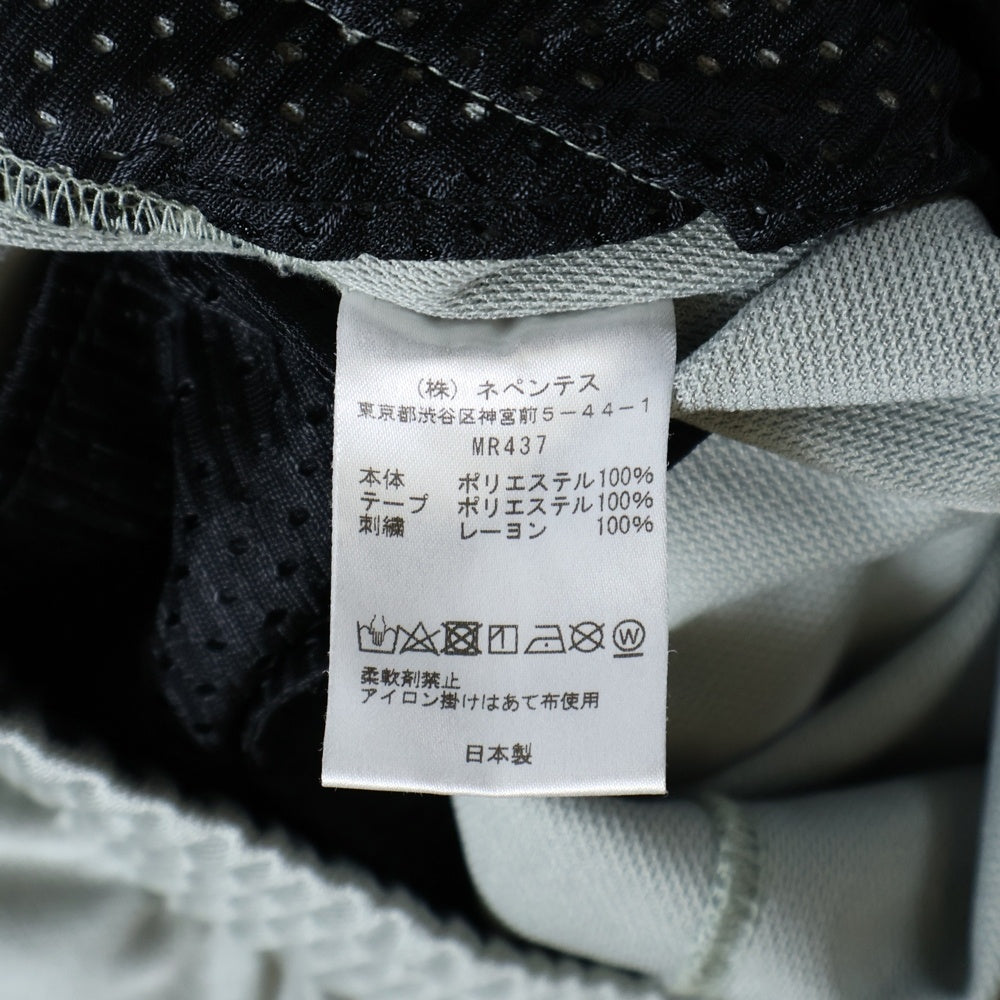 (株) ネペンテス
東京都渋谷区神宮前5-44-1
MR437
本体 ポリエステル100%
テープ ポリエステル100%
刺繍 レーヨン 100%
W
柔軟剤禁止
アイロン掛けはあて布使用
日本製